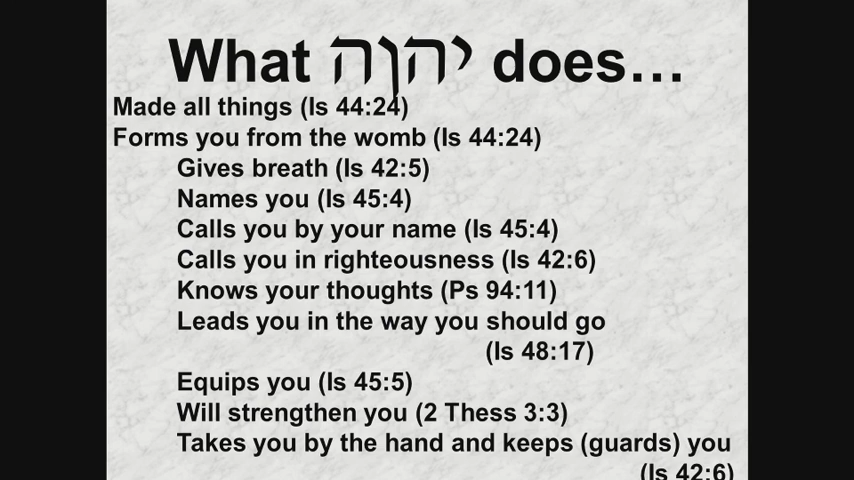 What יהוה does…
Made all things (Is 44:24)
Forms you from the womb (Is 44:24)
Gives breath (Is 42:5)
Names you (Is 45:4)
Calls you by your name (Is 45:4)
Calls you in righteousness (Is 42:6)
Knows your thoughts (Ps 94:11)
Leads you in the way you should go
(Is 48:17)
Equips you (Is 45:5)
Will strengthen you (2 Thess 3:3)
Takes you by the hand and keeps (guards) you
(Is 42:6)